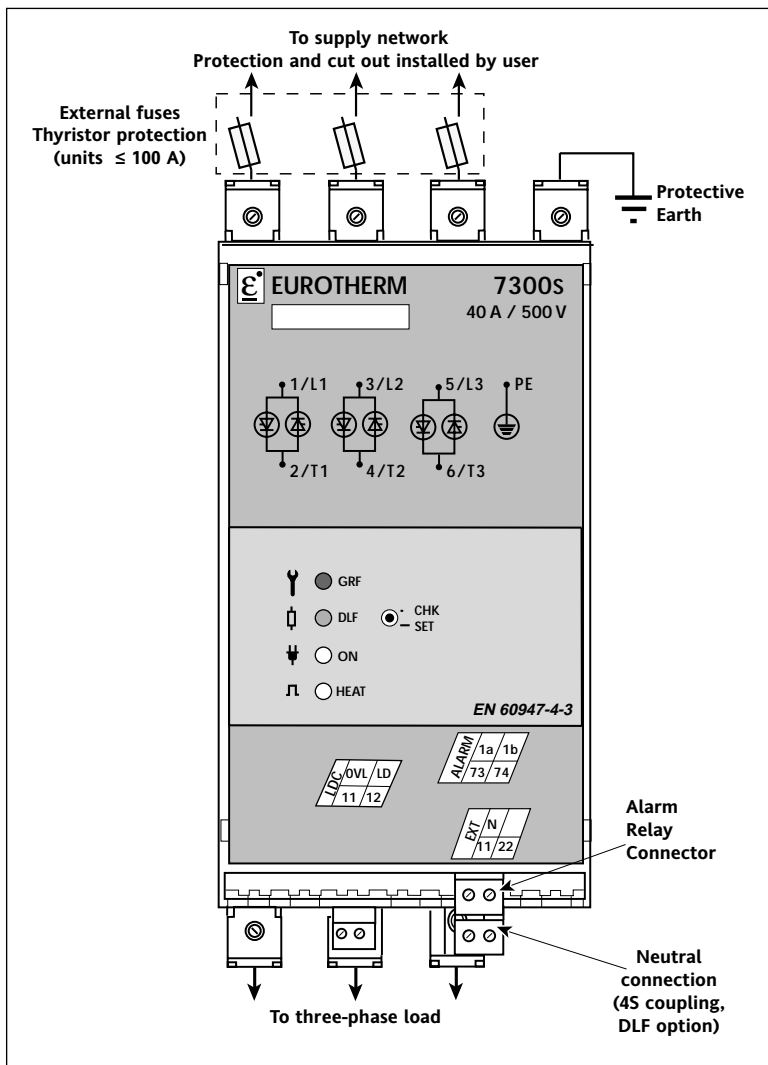 To supply network
Protection and cut out installed by user
External fuses
Thyristor protection
(units ≤ 100 A)
Protective
Earth
ε EUROTHERM 7300S
40 A / 500 V
1/L1 3/L2 5/L3 PE
2/T1 4/T2 6/T3
GRF
DLF CHK
SET
ON
HEAT
EN 60947-4-3
ALARM 1a 1b
73 74
LDC 0VL LD
11 12
EXT N
11 22
Alarm
Relay
Connector
Neutral
connection
(4S coupling,
DLF option)
To three-phase load